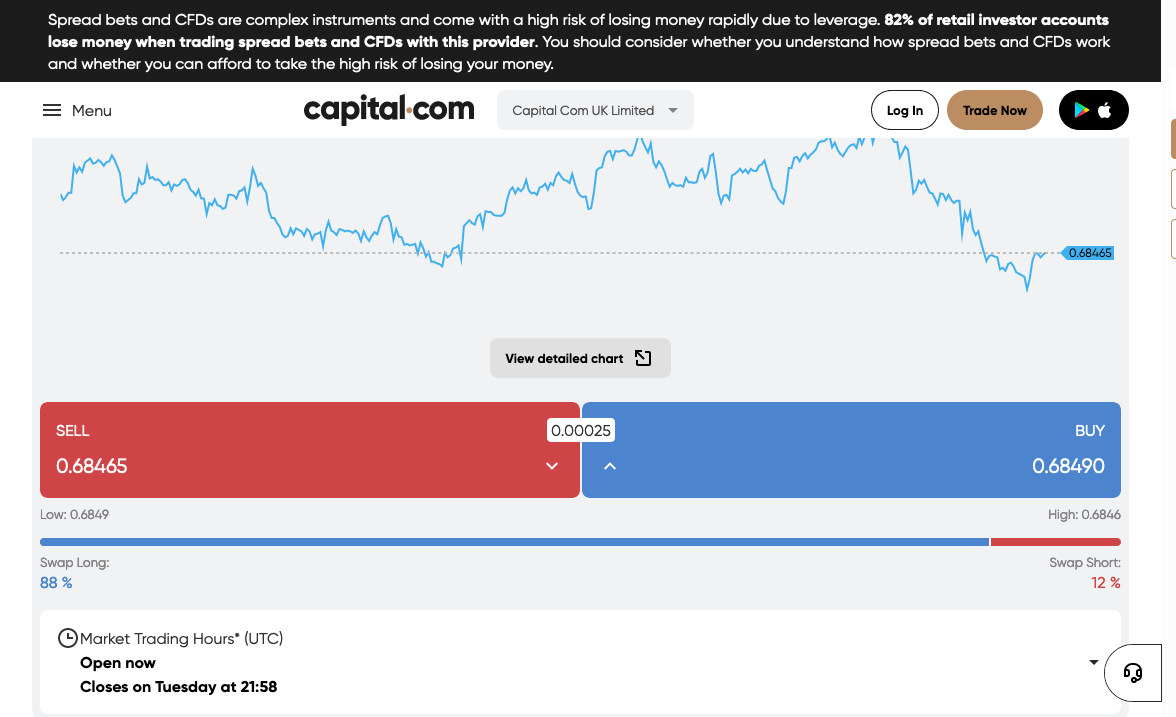 Spread bets and CFDs are complex instruments and come with a high risk of losing money rapidly due to leverage. 82% of retail investor accounts
lose money when trading spread bets and CFDs with this provider. You should consider whether you understand how spread bets and CFDs work
and whether you can afford to take the high risk of losing your money.
Menu
capital.com
Capital Com UK Limited
Log In
Trade Now
0.68465
View detailed chart
SELL
0.00025
BUY
0.68465
0.68490
Low: 0.6849
High: 0.6846
Swap Long:
Swap Short:
88 %
12 %
Market Trading Hours* (UTC)
Open now
Closes on Tuesday at 21:58